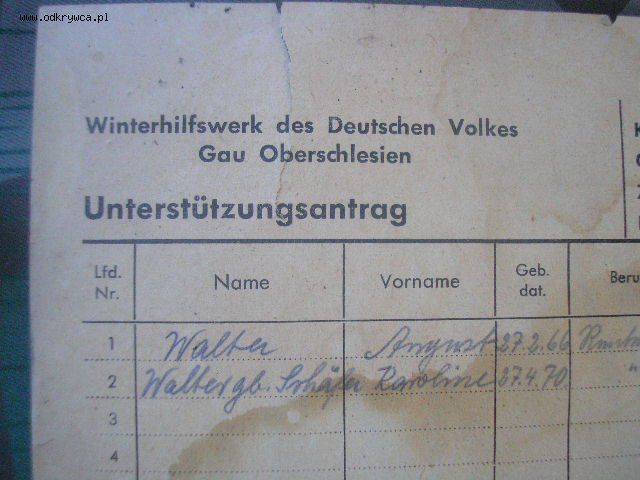 www.odkrywca.pl
Winterhilfswerk des Deutschen Volkes
Gau Oberschlesien
Unterstützungsantrag
Lfd. Nr. Name Vorname Geb. dat. Beru
1 Walter August 27.2.66
2 Walter gb. Schäfer Karoline 27.4.70. "
3
4